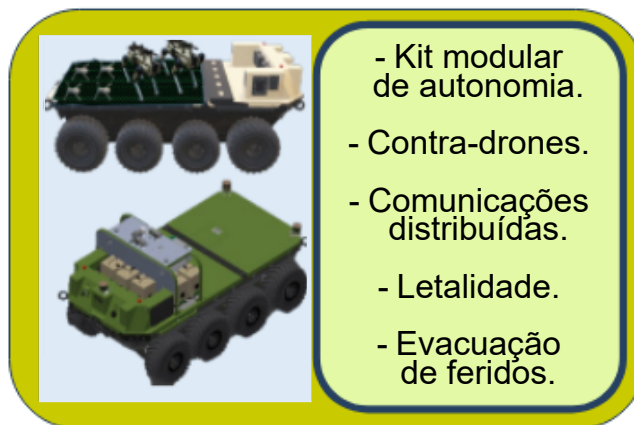 - Kit modular
de autonomia.
- Contra-drones.
- Comunicações
distribuídas.
- Letalidade.
- Evacuação
de feridos.